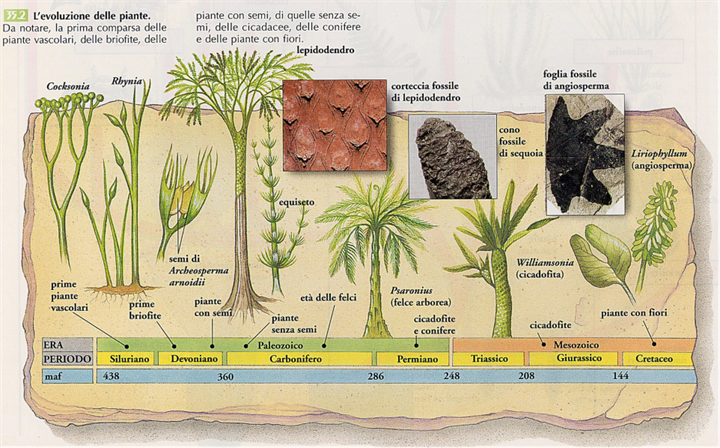 35.2 L'evoluzione delle piante.
Da notare, la prima comparsa delle
piante vascolari, delle briofite, delle
piante con semi, di quelle senza se-
mi, delle cicadacee, delle conifere
e delle piante con fiori.
lepidodendro
Cocksonia
Rhynia
corteccia fossile
di lepidodendro
foglia fossile
di angiosperma
cono
fossile
di sequoia
Liriophyllum
(angiosperma)
equiseto
semi di
Archeosperma
arnoidii
Psaronius
(felce arborea)
Williamsonia
(cicadofita)
prime
piante
vascolari
prime
briofite
piante
con semi
piante
senza semi
età delle felci
cicadofite
e conifere
cicadofite
piante con fiori
ERA Paleozoico Mesozoico
PERIODO Siluriano Devoniano Carbonifero Permiano Triassico Giurassico Cretaceo
maf 438 360 286 248 208 144